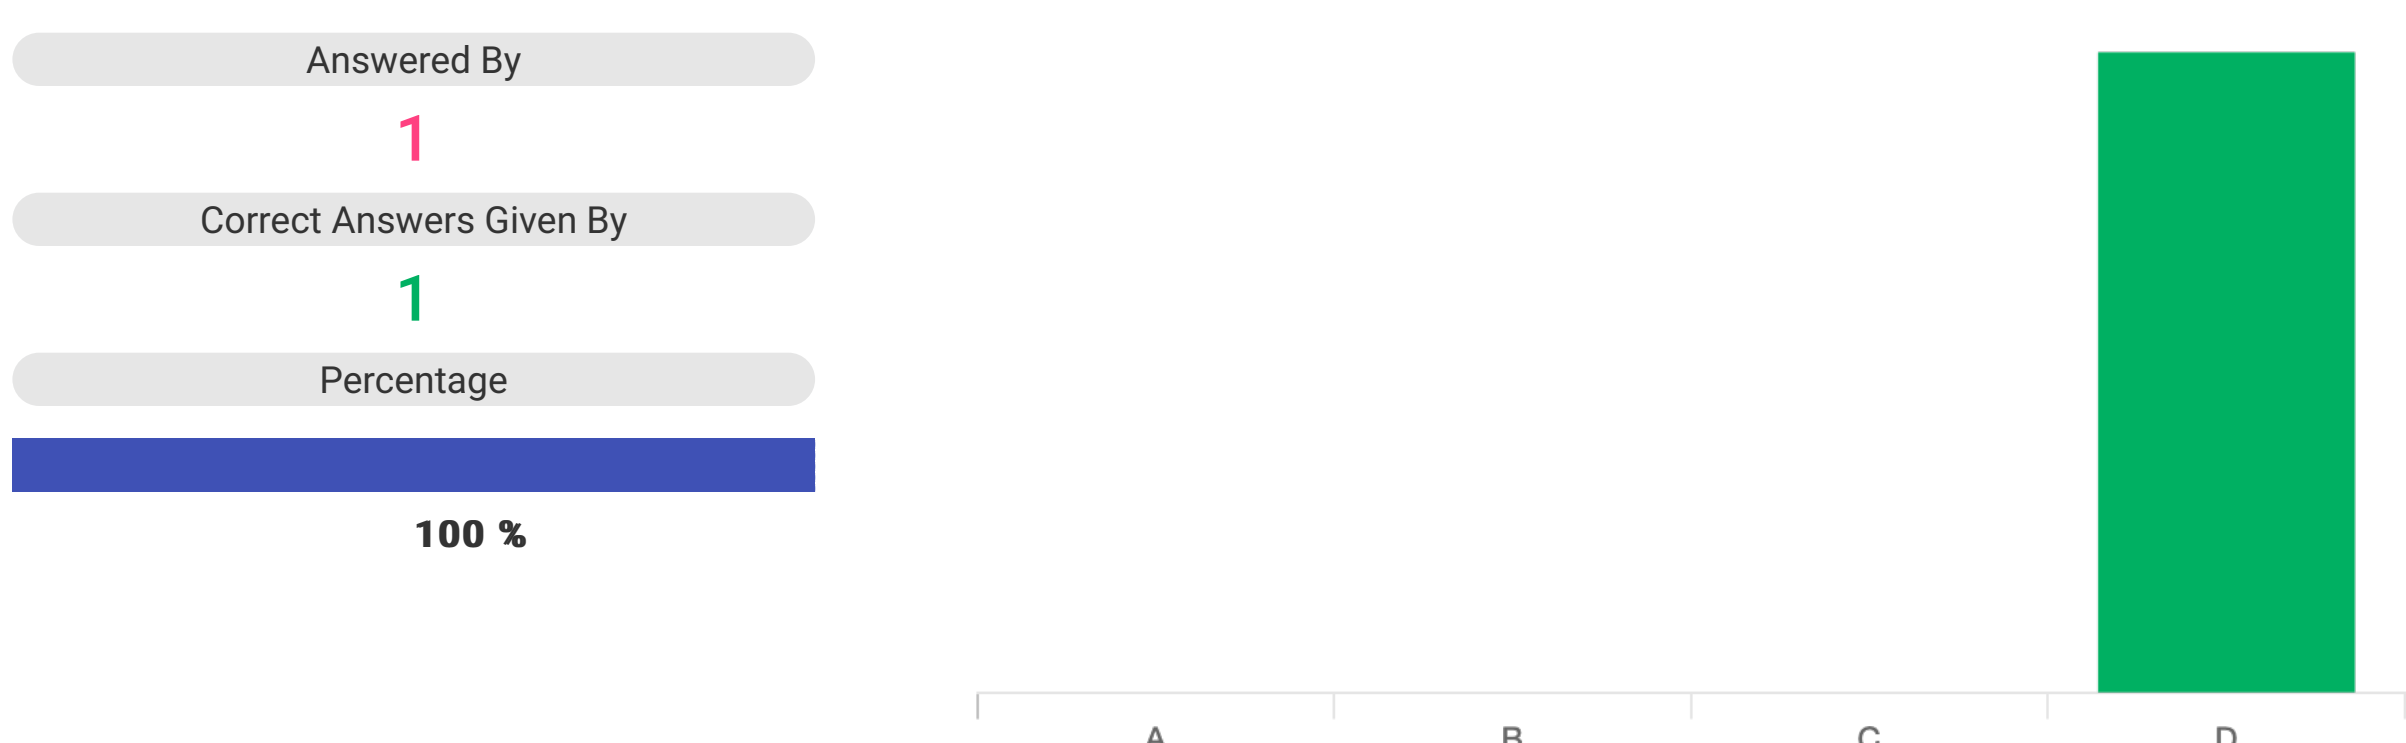 Answered By
1
Correct Answers Given By
1
Percentage
100 %
A B C D